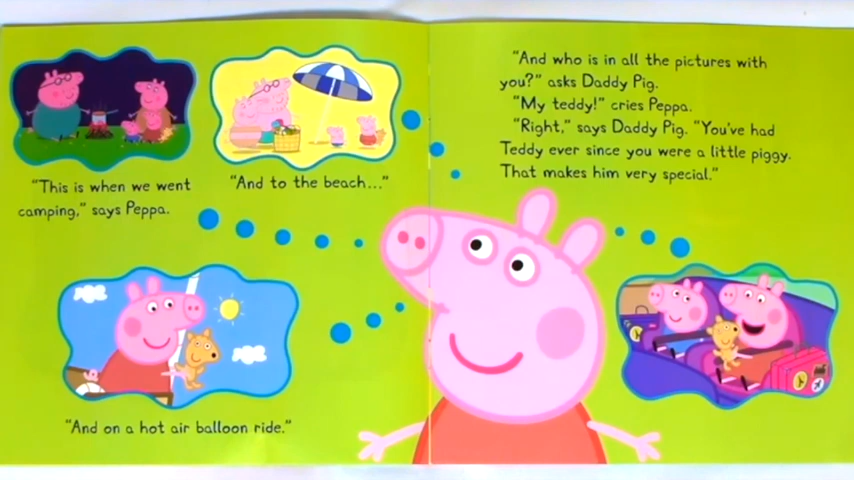 "This is when we went
camping," says Peppa.
"And to the beach..."
"And on a hot air balloon ride."
"And who is in all the pictures with
you?" asks Daddy Pig.
"My teddy!" cries Peppa.
"Right," says Daddy Pig. "You've had
Teddy ever since you were a little piggy.
That makes him very special."